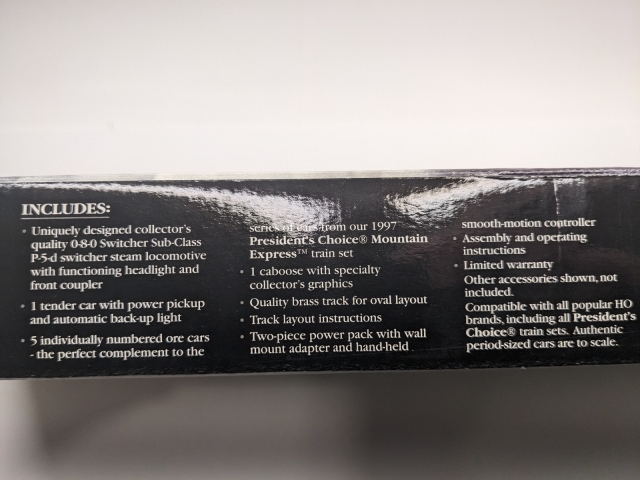 INCLUDES:
• Uniquely designed collector's
quality 0-8-0 Switcher Sub-Class
P-5-d switcher steam locomotive
with functioning headlight and
front coupler
• 1 tender car with power pickup
and automatic back-up light
• 5 individually numbered ore cars
- the perfect complement to the
series of cars from our 1997
President's Choice® Mountain
Express™ train set
• 1 caboose with specialty
collector's graphics
• Quality brass track for oval layout
• Track layout instructions
• Two-piece power pack with wall
mount adapter and hand-held
smooth-motion controller
• Assembly and operating
instructions
• Limited warranty
Other accessories shown, not
included.
Compatible with all popular HO
brands, including all President's
Choice® train sets. Authentic
period-sized cars are to scale.